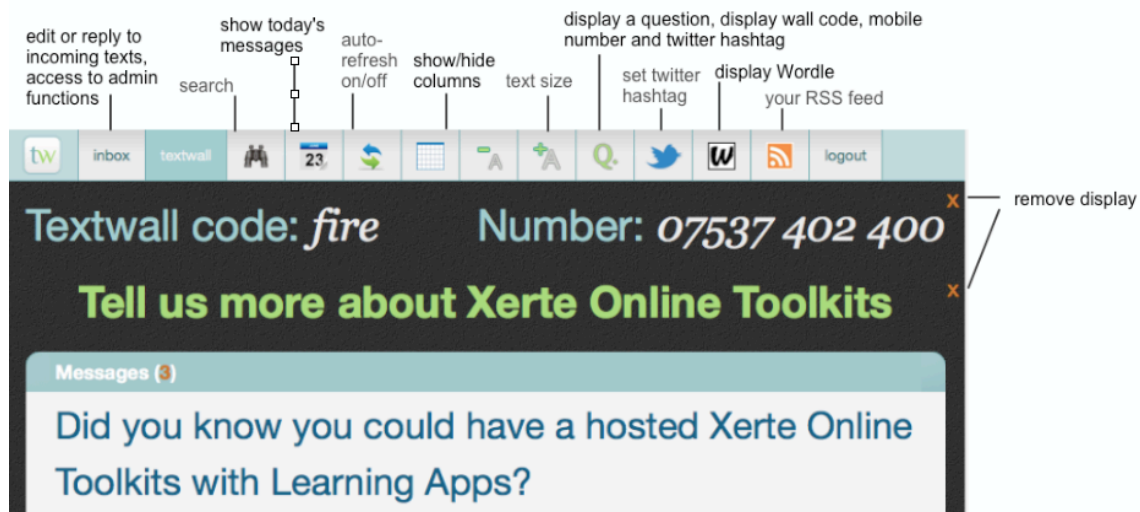 edit or reply to
incoming texts,
access to admin
functions
search
show today's
messages
auto-
refresh
on/off
show/hide
columns
text size
display a question, display wall code, mobile
number and twitter hashtag
set twitter
hashtag
display Wordle
your RSS feed
tw inbox textwall 23 A A Q. W logout
remove display
Textwall code: fire Number: 07537 402 400 x
Tell us more about Xerte Online Toolkits x
Messages (3)
Did you know you could have a hosted Xerte Online
Toolkits with Learning Apps?